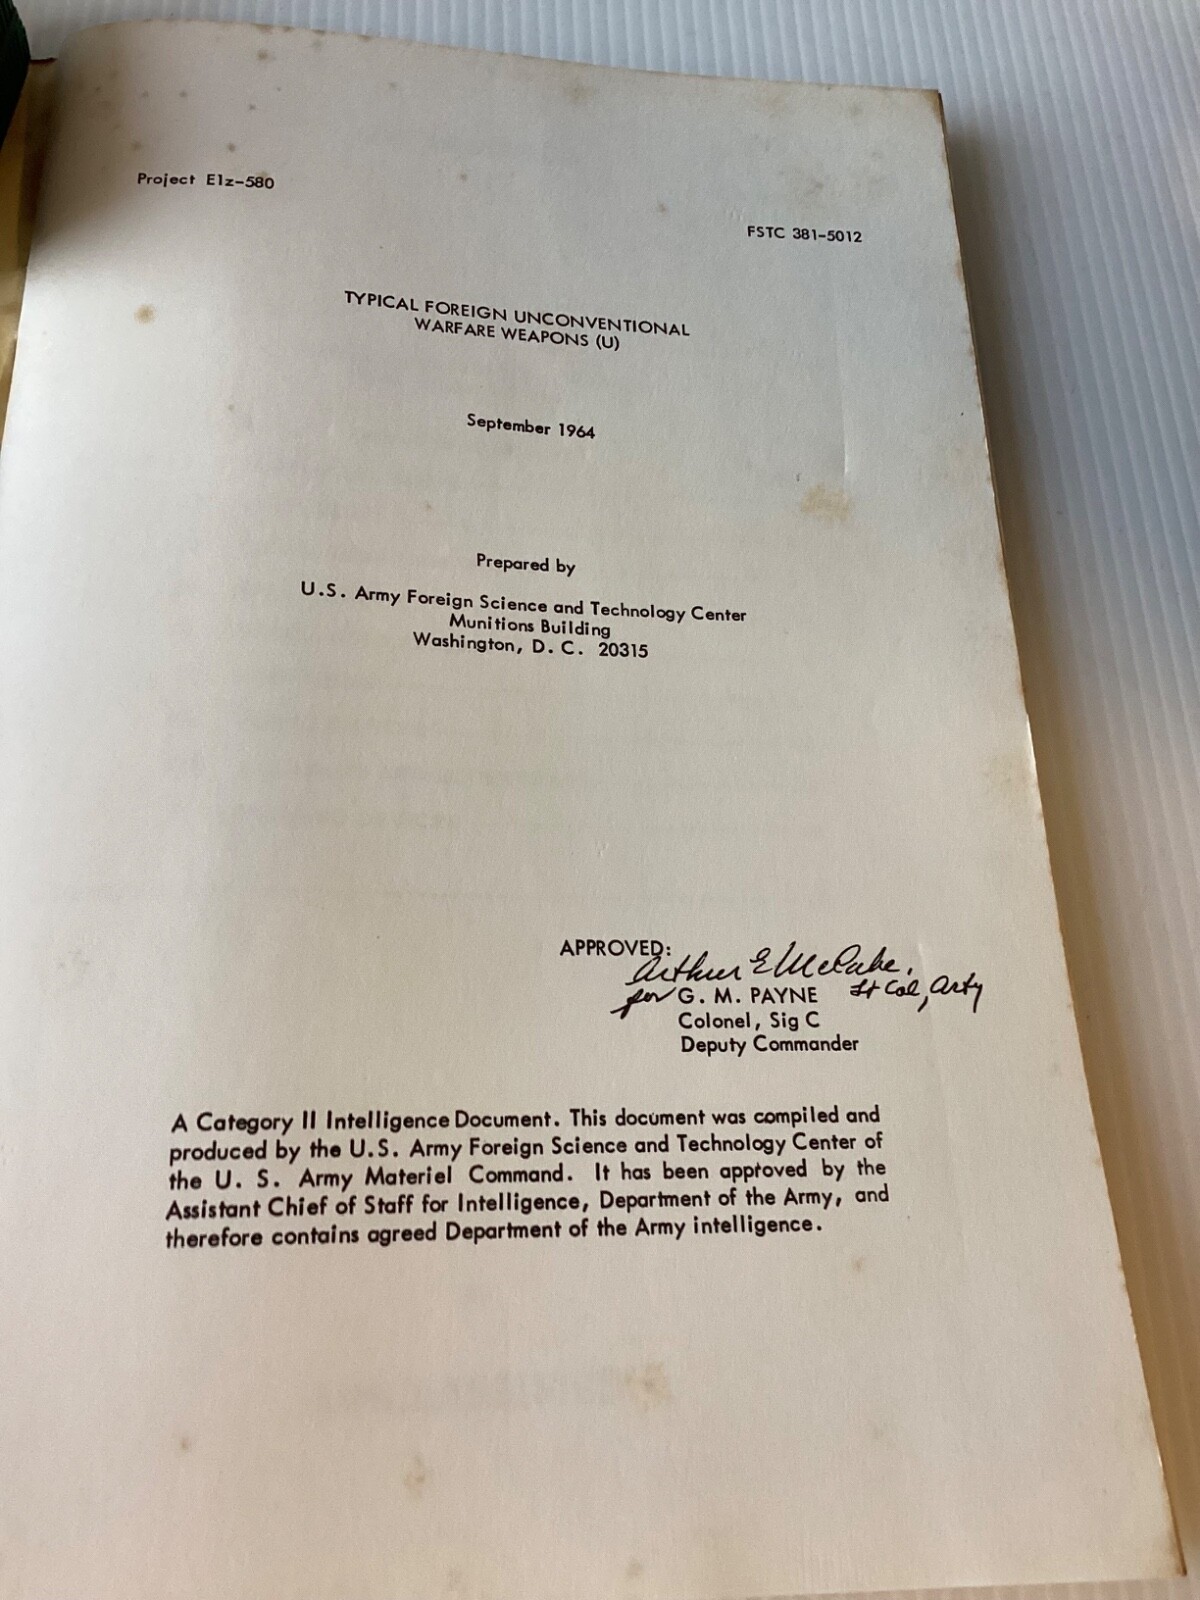 Project E1z-580
FSTC 381-5012
TYPICAL FOREIGN UNCONVENTIONAL
WARFARE WEAPONS (U)
September 1964
Prepared by
U.S. Army Foreign Science and Technology Center
Munitions Building
Washington, D. C. 20315
APPROVED:
Arthur E McCabe,
for G. M. PAYNE Lt Col, Arty
Colonel, Sig C
Deputy Commander
A Category II Intelligence Document. This document was compiled and
produced by the U.S. Army Foreign Science and Technology Center of
the U. S. Army Materiel Command. It has been approved by the
Assistant Chief of Staff for Intelligence, Department of the Army, and
therefore contains agreed Department of the Army intelligence.